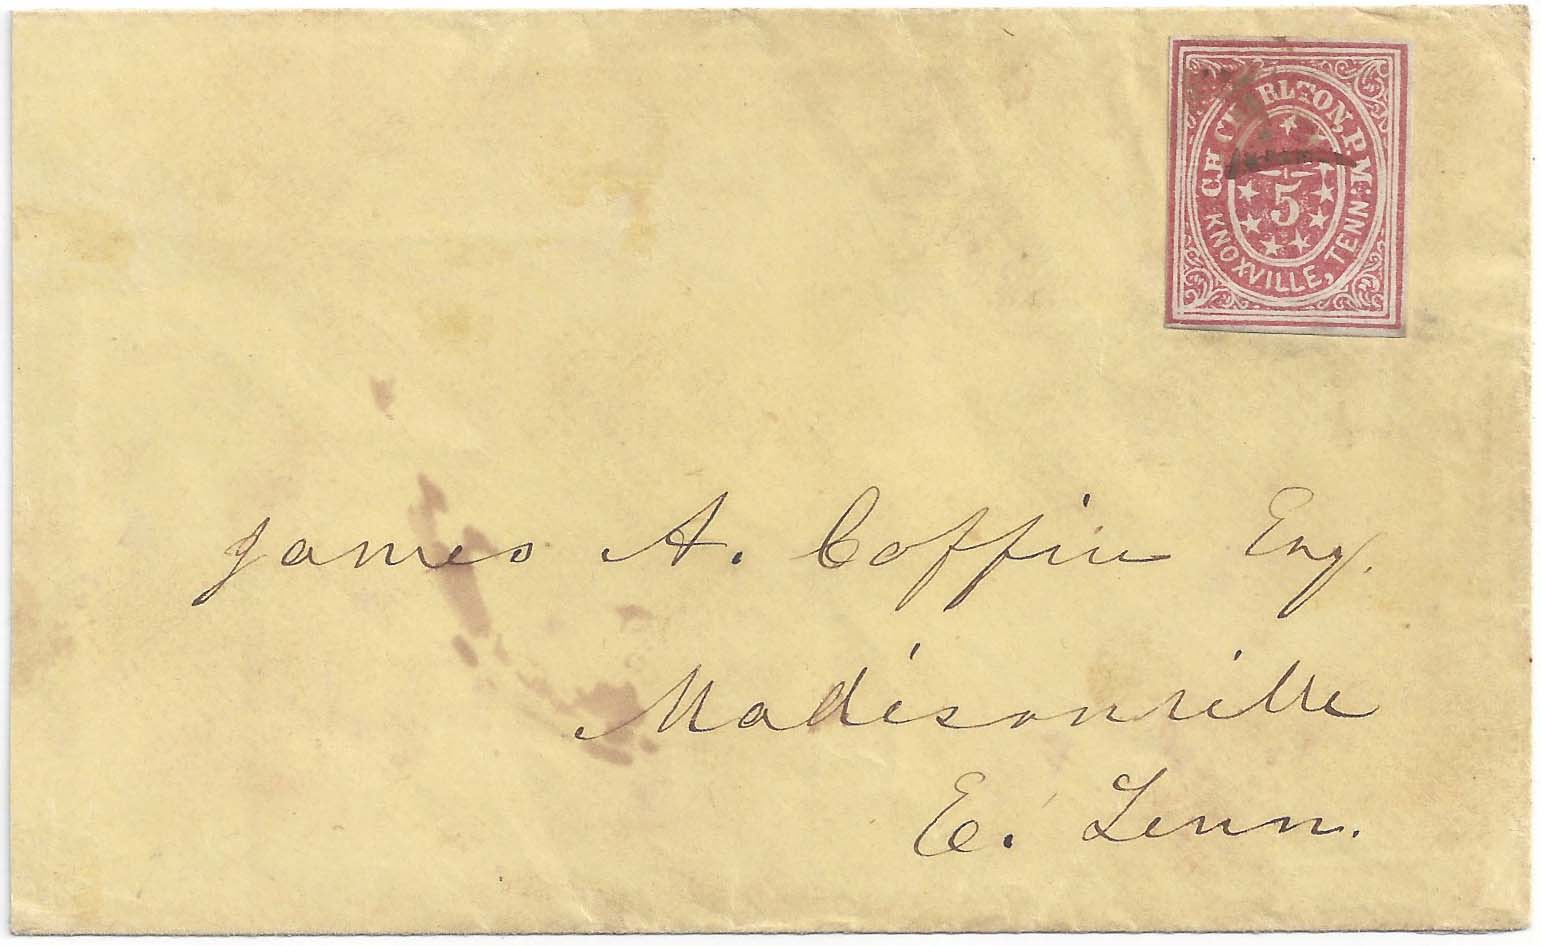 C.H. CHARLTON, P.M.
5
KNOXVILLE, TENN.
James A. Coffin Esq.
Madisonville
E. Tenn.